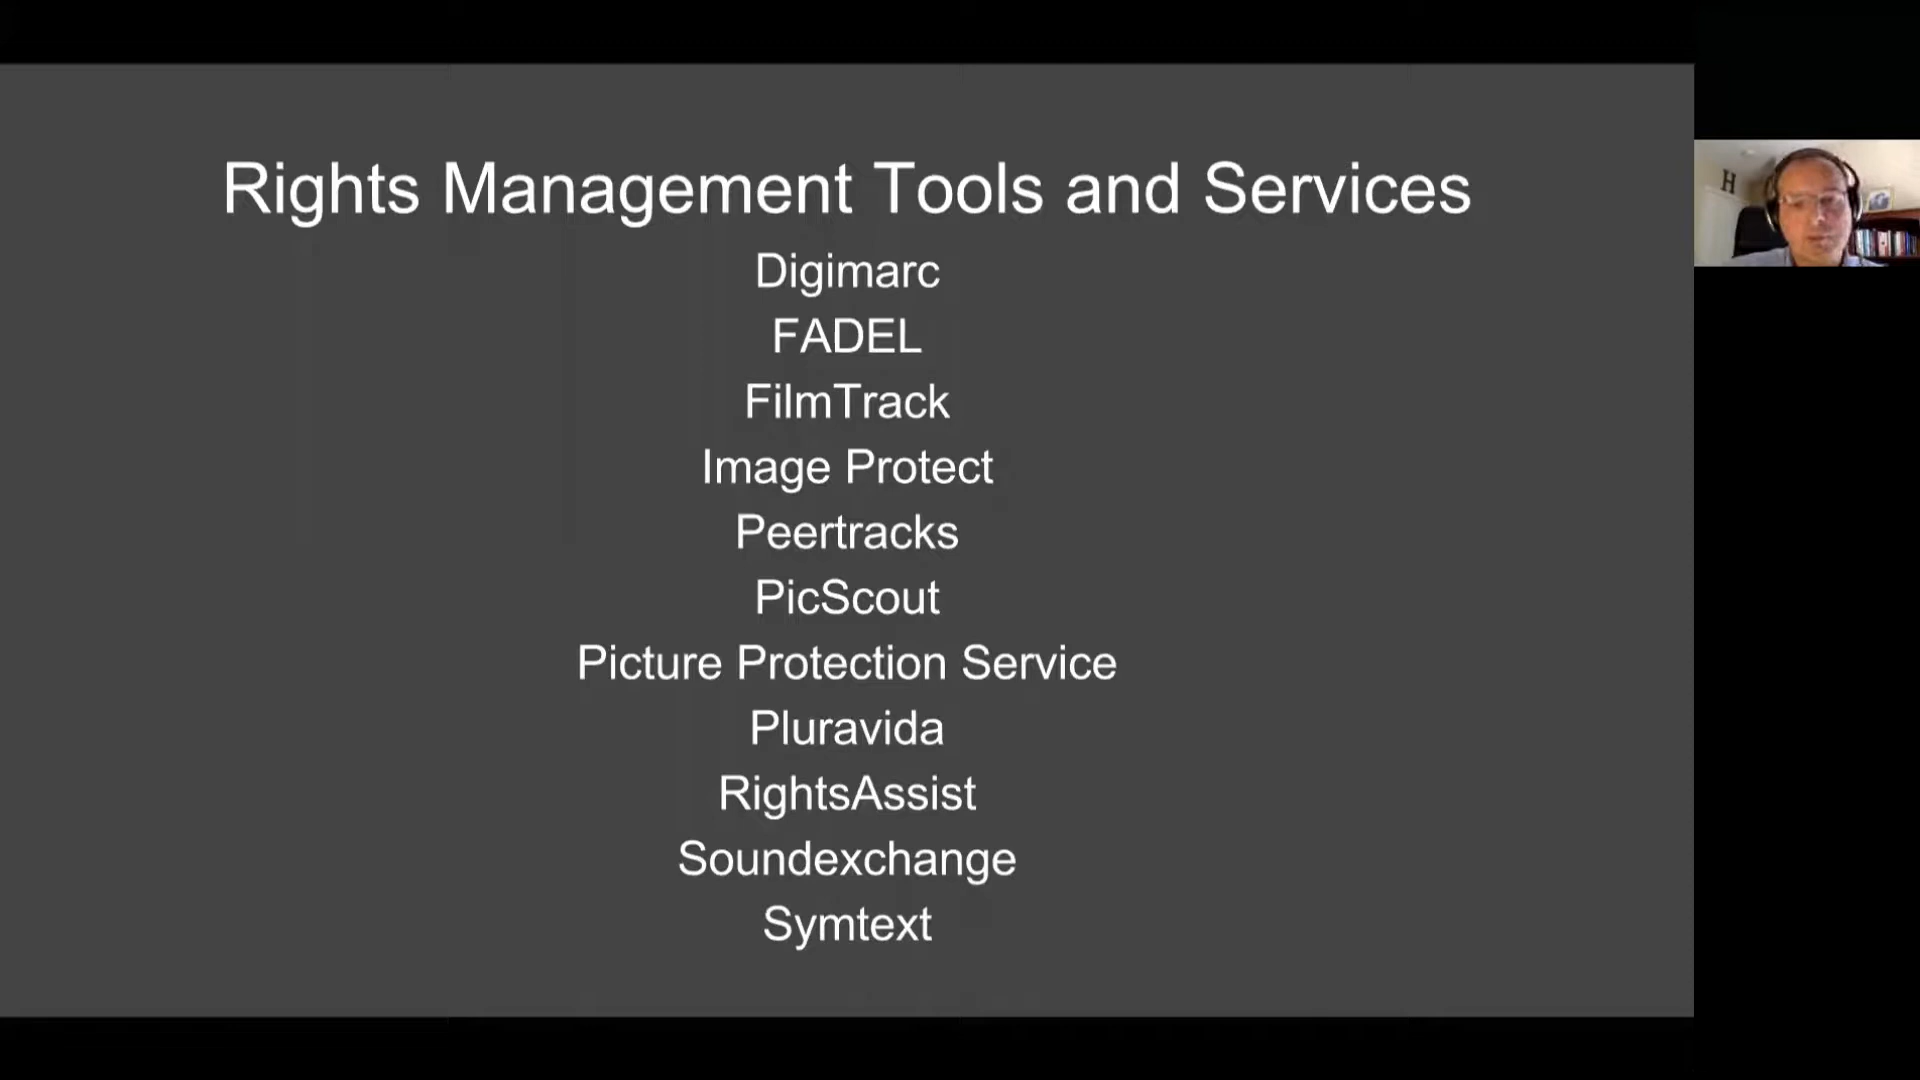 Rights Management Tools and Services
Digimarc
FADEL
FilmTrack
Image Protect
Peertracks
PicScout
Picture Protection Service
Pluravida
RightsAssist
Soundexchange
Symtext
H